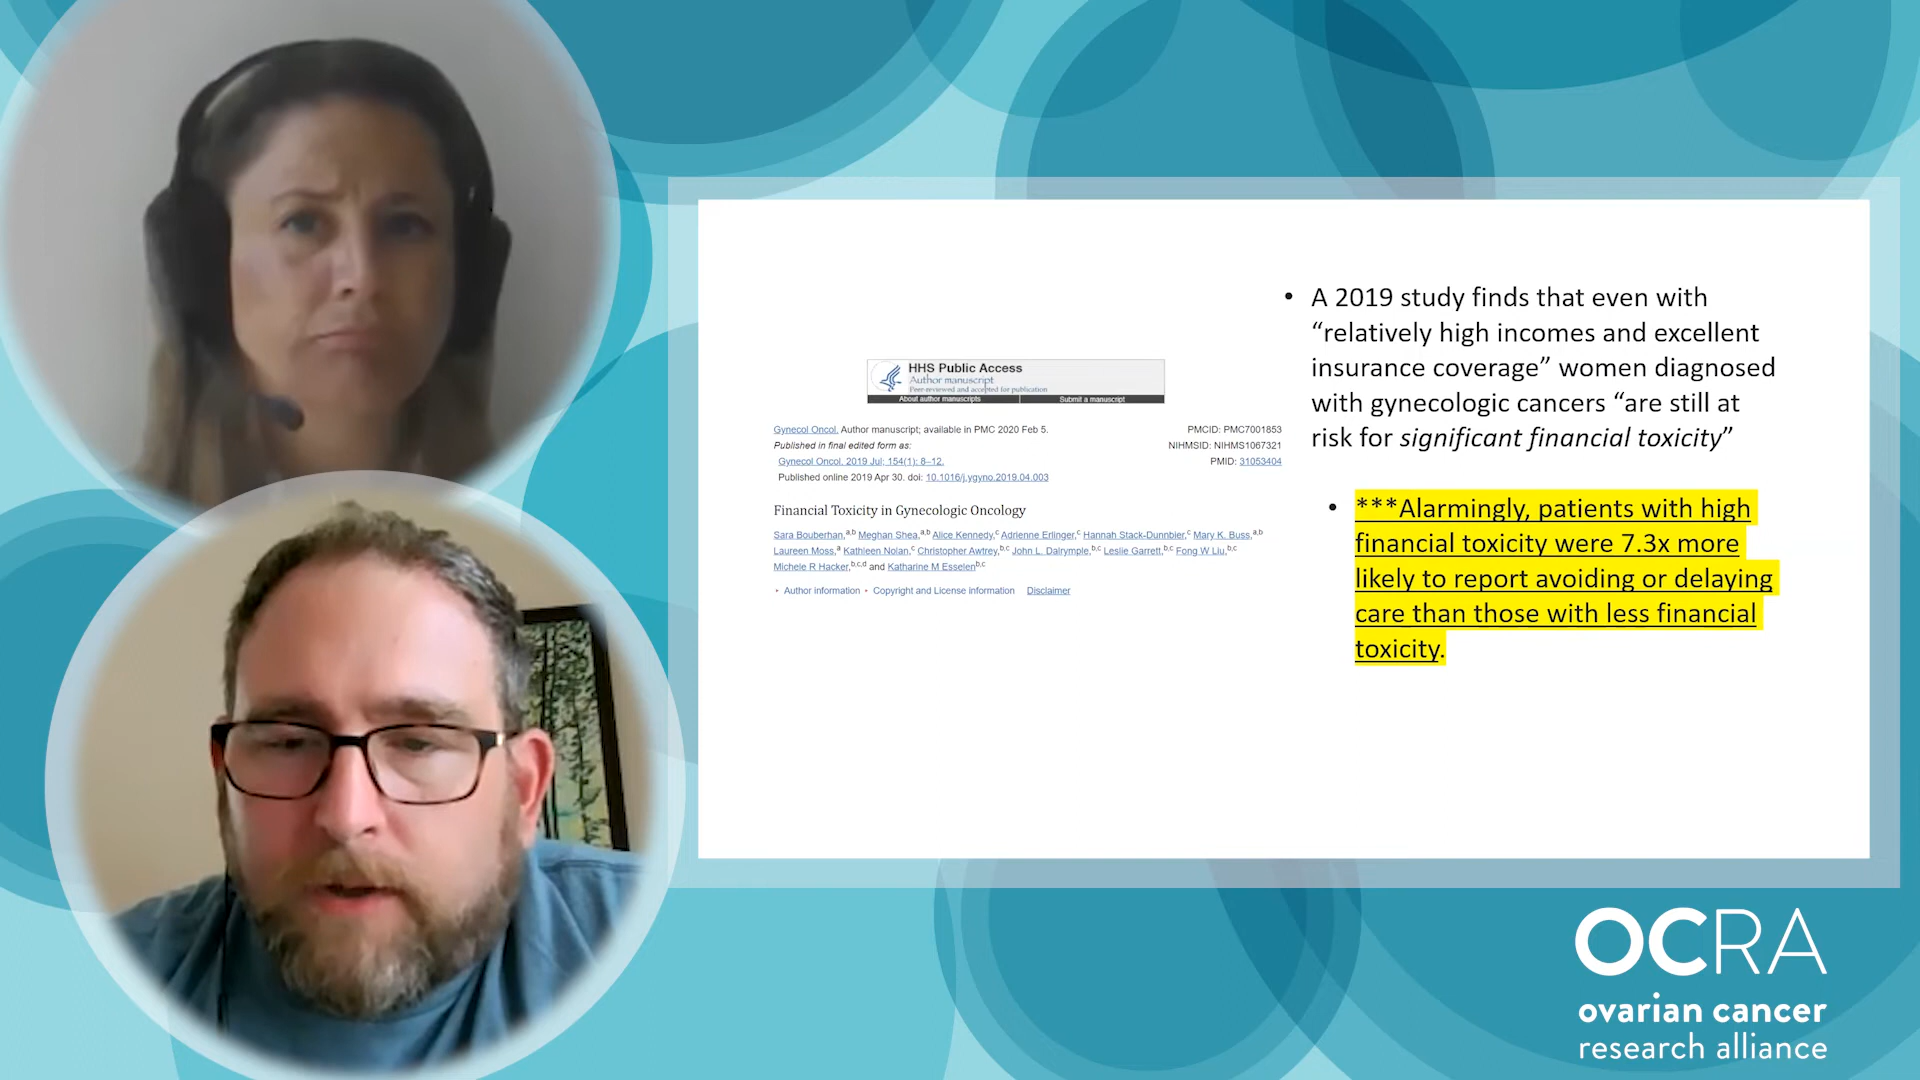 HHS Public Access
Author manuscript
Peer-reviewed and accepted for publication
About author manuscripts Submit a manuscript
Gynecol Oncol. Author manuscript; available in PMC 2020 Feb 5. PMCID: PMC7001853
Published in final edited form as: NIHMSID: NIHMS1067321
Gynecol Oncol. 2019 Jul; 154(1): 8–12. PMID: 31053404
Published online 2019 Apr 30. doi: 10.1016/j.ygyno.2019.04.003
Financial Toxicity in Gynecologic Oncology
Sara Bouberhan,a,b Meghan Shea,a,b Alice Kennedy,c Adrienne Erlinger,c Hannah Stack-Dunnbier,c Mary K. Buss,a,b
Laureen Moss,a Kathleen Nolan,c Christopher Awtrey,b,c John L. Dalrymple,b,c Leslie Garrett,b,c Fong W Liu,b,c
Michele R Hacker,b,c,d and Katharine M Esselenb,c
• Author information • Copyright and License information Disclaimer
• A 2019 study finds that even with
“relatively high incomes and excellent
insurance coverage” women diagnosed
with gynecologic cancers “are still at
risk for significant financial toxicity”
• ***Alarmingly, patients with high
financial toxicity were 7.3x more
likely to report avoiding or delaying
care than those with less financial
toxicity.
OCRA
ovarian cancer
research alliance